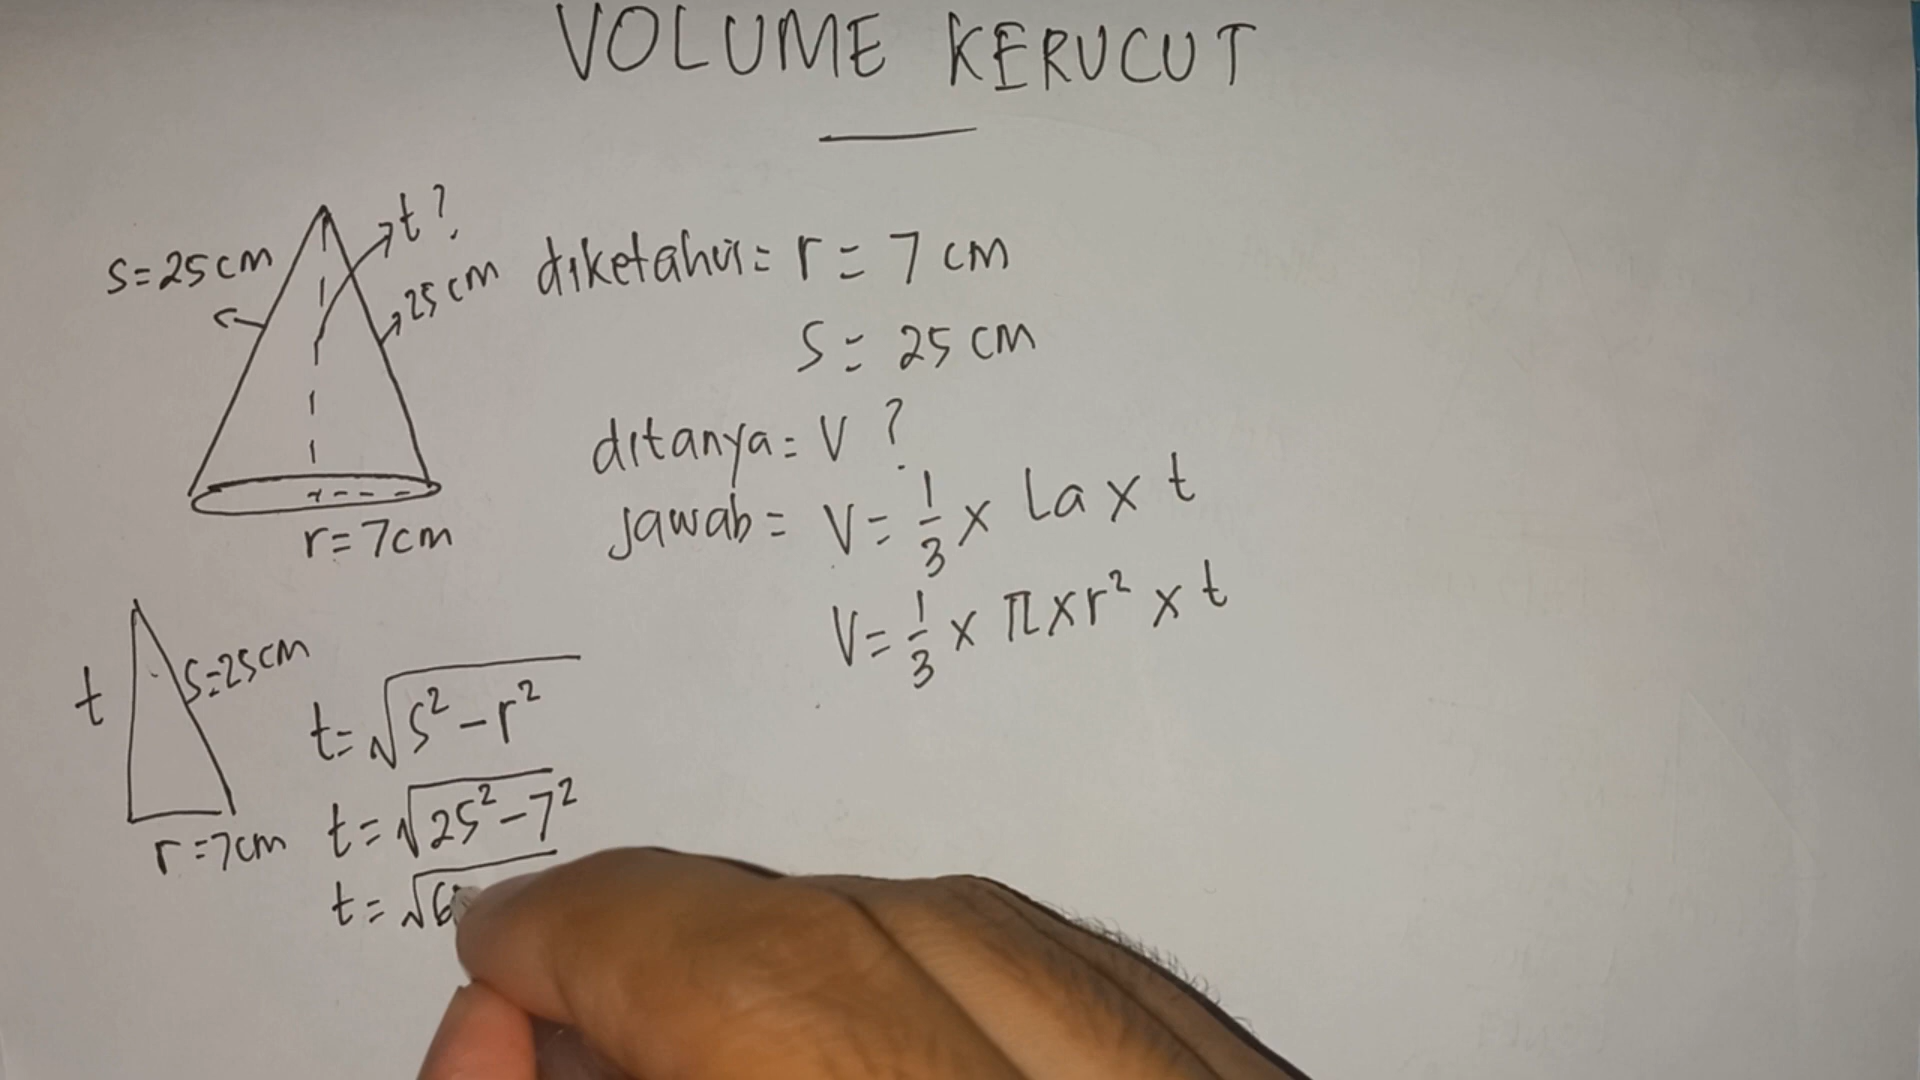 VOLUME KERUCUT
t?
S=25cm
25cm
r=7cm
diketahui= r= 7 cm
S= 25 cm
ditanya= V ?
jawab= V= 1/3 x La x t
V= 1/3 x π x r² x t
t
S=25cm
r=7cm
t= √S²-r²
t= √25²-7²
t= √6